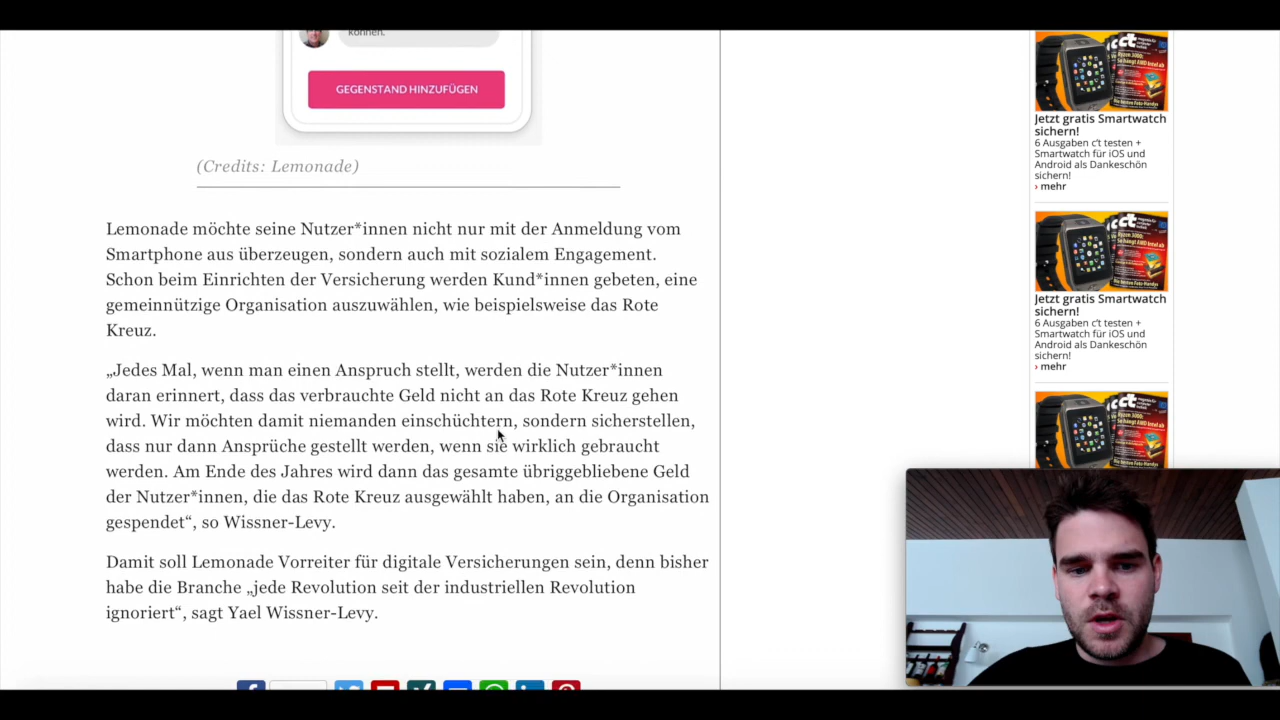 können.
GEGENSTAND HINZUFÜGEN
(Credits: Lemonade)
Lemonade möchte seine Nutzer*innen nicht nur mit der Anmeldung vom
Smartphone aus überzeugen, sondern auch mit sozialem Engagement.
Schon beim Einrichten der Versicherung werden Kund*innen gebeten, eine
gemeinnützige Organisation auszuwählen, wie beispielsweise das Rote
Kreuz.
„Jedes Mal, wenn man einen Anspruch stellt, werden die Nutzer*innen
daran erinnert, dass das verbrauchte Geld nicht an das Rote Kreuz gehen
wird. Wir möchten damit niemanden einschüchtern, sondern sicherstellen,
dass nur dann Ansprüche gestellt werden, wenn sie wirklich gebraucht
werden. Am Ende des Jahres wird dann das gesamte übriggebliebene Geld
der Nutzer*innen, die das Rote Kreuz ausgewählt haben, an die Organisation
gespendet“, so Wissner-Levy.
Damit soll Lemonade Vorreiter für digitale Versicherungen sein, denn bisher
habe die Branche „jede Revolution seit der industriellen Revolution
ignoriert“, sagt Yael Wissner-Levy.
c't
Jetzt gratis Smartwatch
sichern!
6 Ausgaben c't testen +
Smartwatch für iOS und
Android als Dankeschön
sichern!
› mehr
c't
Jetzt gratis Smartwatch
sichern!
6 Ausgaben c't testen +
Smartwatch für iOS und
Android als Dankeschön
sichern!
› mehr
c't